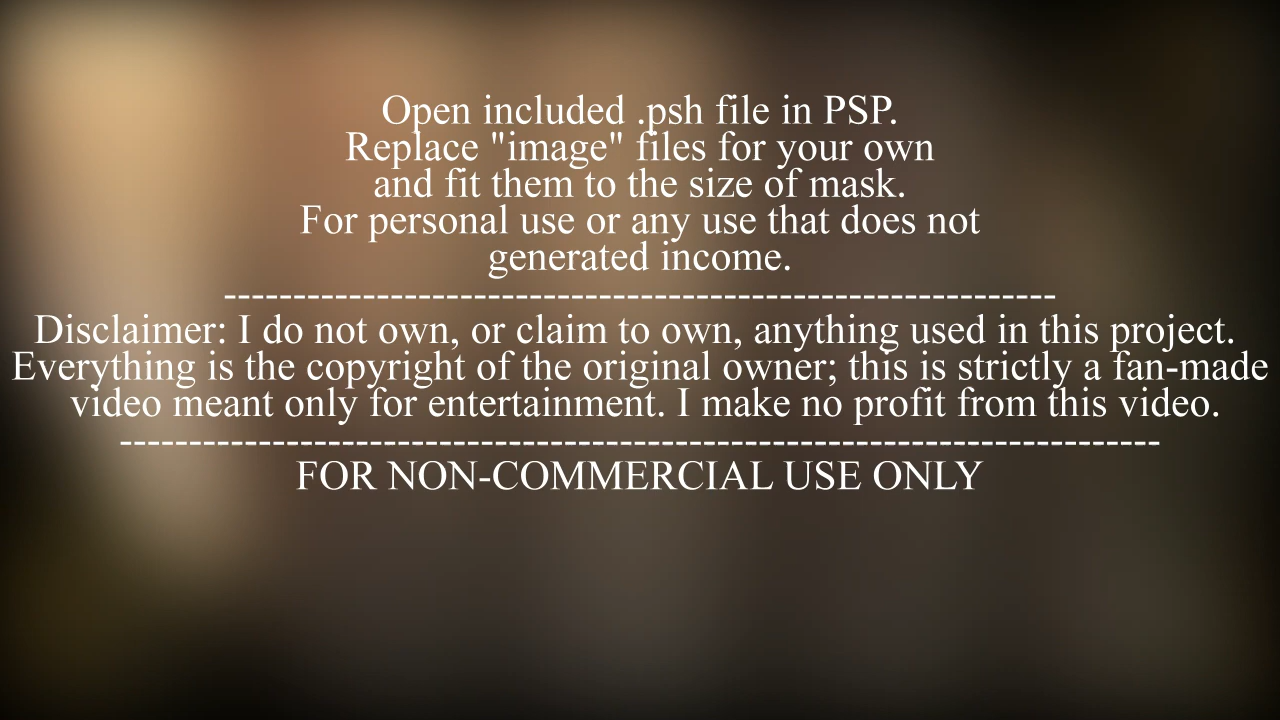 Open included .psh file in PSP.
Replace "image" files for your own
and fit them to the size of mask.
For personal use or any use that does not
generated income.
-------------------------------------------------------------
Disclaimer: I do not own, or claim to own, anything used in this project.
Everything is the copyright of the original owner; this is strictly a fan-made
video meant only for entertainment. I make no profit from this video.
----------------------------------------------------------------------------
FOR NON-COMMERCIAL USE ONLY